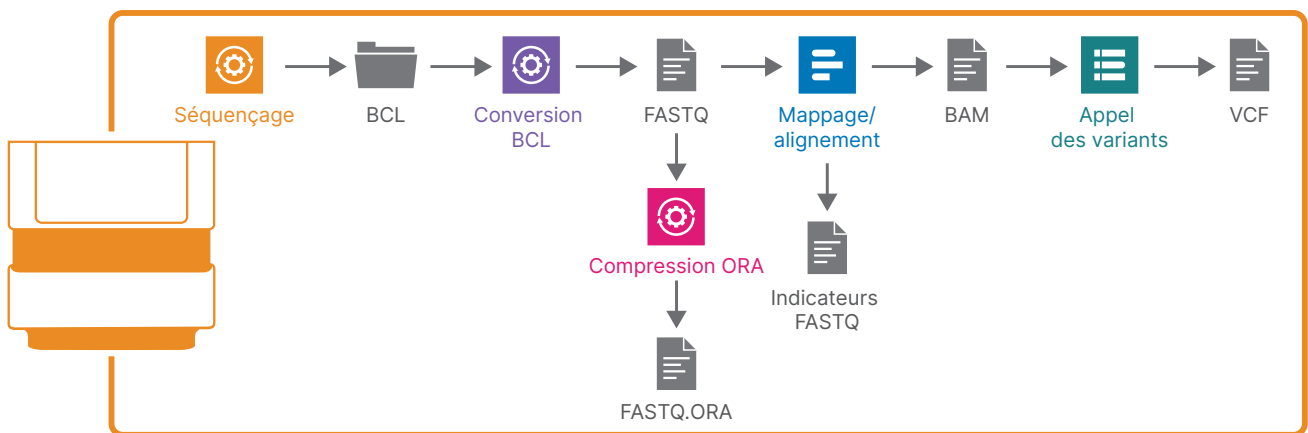 Séquençage
BCL
Conversion
BCL
FASTQ
Mappage/
alignement
BAM
Appel
des variants
VCF
Compression ORA
Indicateurs
FASTQ
FASTQ.ORA